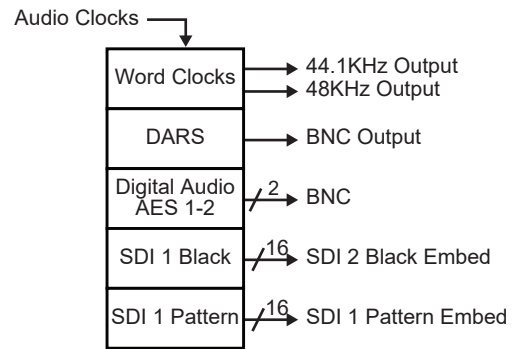 Audio Clocks
Word Clocks
44.1KHz Output
48KHz Output
DARS
BNC Output
Digital Audio
AES 1-2
2
BNC
SDI 1 Black
16
SDI 2 Black Embed
SDI 1 Pattern
16
SDI 1 Pattern Embed